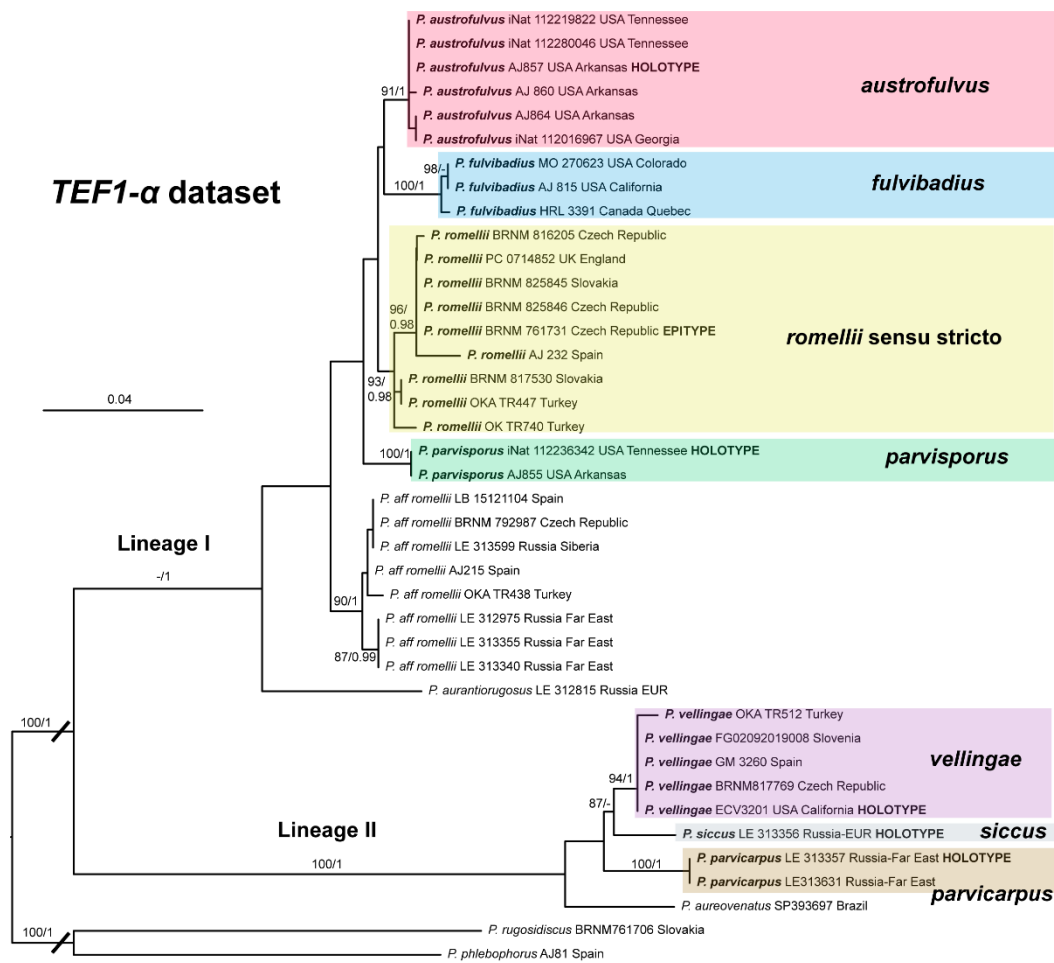 P. austrofulvus iNat 112219822 USA Tennessee
P. austrofulvus iNat 112280046 USA Tennessee
P. austrofulvus AJ857 USA Arkansas HOLOTYPE
austrofulvus
91/1
P. austrofulvus AJ 860 USA Arkansas
P. austrofulvus AJ864 USA Arkansas
P. austrofulvus iNat 112016967 USA Georgia
TEF1-α dataset
98/-
P. fulvibadius MO 270623 USA Colorado
100/1
P. fulvibadius AJ 815 USA California
fulvibadius
P. fulvibadius HRL 3391 Canada Quebec
P. romellii BRNM 816205 Czech Republic
P. romellii PC 0714852 UK England
P. romellii BRNM 825845 Slovakia
P. romellii BRNM 825846 Czech Republic
96/
0.98
P. romellii BRNM 761731 Czech Republic EPITYPE
romellii sensu stricto
P. romellii AJ 232 Spain
93/
0.98
P. romellii BRNM 817530 Slovakia
0.04
P. romellii OKA TR447 Turkey
P. romellii OK TR740 Turkey
100/1
P. parvisporus iNat 112236342 USA Tennessee HOLOTYPE
parvisporus
P. parvisporus AJ855 USA Arkansas
P. aff romellii LB 15121104 Spain
P. aff romellii BRNM 792987 Czech Republic
Lineage I
P. aff romellii LE 313599 Russia Siberia
-/1
P. aff romellii AJ215 Spain
90/1
P. aff romellii OKA TR438 Turkey
P. aff romellii LE 312975 Russia Far East
P. aff romellii LE 313355 Russia Far East
87/0.99
P. aff romellii LE 313340 Russia Far East
P. aurantiorugosus LE 312815 Russia EUR
100/1
P. vellingae OKA TR512 Turkey
P. vellingae FG02092019008 Slovenia
vellingae
P. vellingae GM 3260 Spain
94/1
P. vellingae BRNM817769 Czech Republic
87/-
P. vellingae ECV3201 USA California HOLOTYPE
Lineage II
P. siccus LE 313356 Russia-EUR HOLOTYPE
siccus
100/1
100/1
P. parvicarpus LE 313357 Russia-Far East HOLOTYPE
P. parvicarpus LE313631 Russia-Far East
parvicarpus
P. aureovenatus SP393697 Brazil
100/1
P. rugosidiscus BRNM761706 Slovakia
P. phlebophorus AJ81 Spain